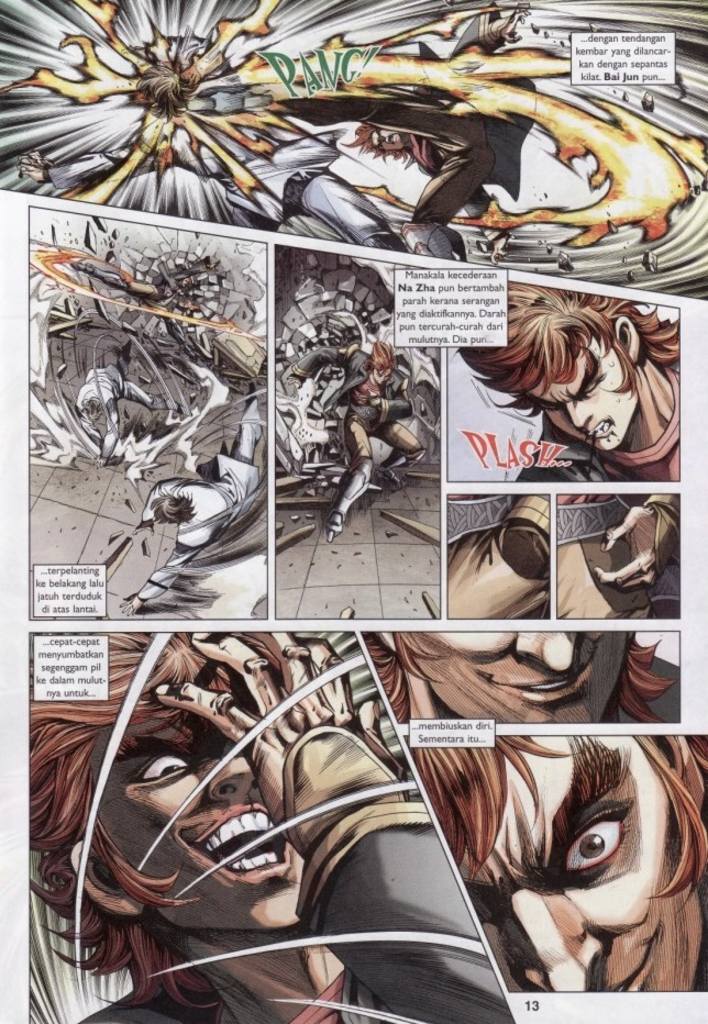 PANG!
...dengan tendangan
kembar yang dilancar-
kan dengan sepantas
kilat. Bai Jun pun...
Manakala kecederaan
Na Zha pun bertambah
parah kerana serangan
yang diaktifkannya. Darah
pun tercurah-curah dari
mulutnya. Dia pun...
PLASH...
...terpelanting
ke belakang lalu
jatuh terduduk
di atas lantai.
...cepat-cepat
menyumbatkan
segenggam pil
ke dalam mulut-
nya untuk...
...membiuskan diri.
Sementara itu...
13